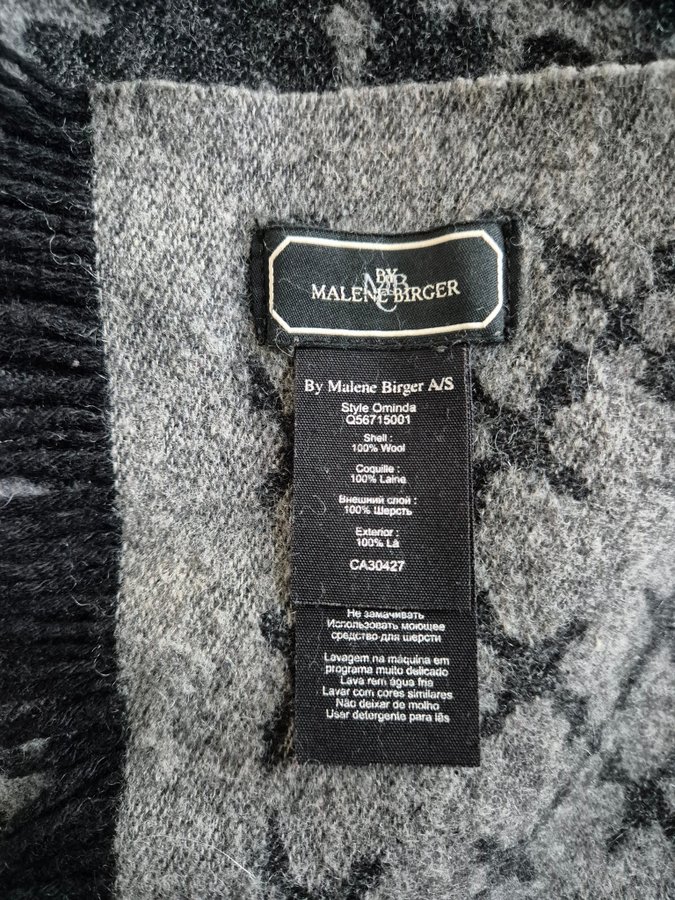 BY
MALENE BIRGER
By Malene Birger A/S
Style Ominda
Q56715001
Shell :
100% Wool
Coquille :
100% Laine
Внешний слой :
100% Шерсть
Exterior :
100% Lã
CA30427
Не замачивать
Использовать моющее
средство для шерсти
Lavagem na máquina em
programa muito delicado
Lava rem água fria
Lavar com cores similares
Não deixar de molho
Usar detergente para lãs